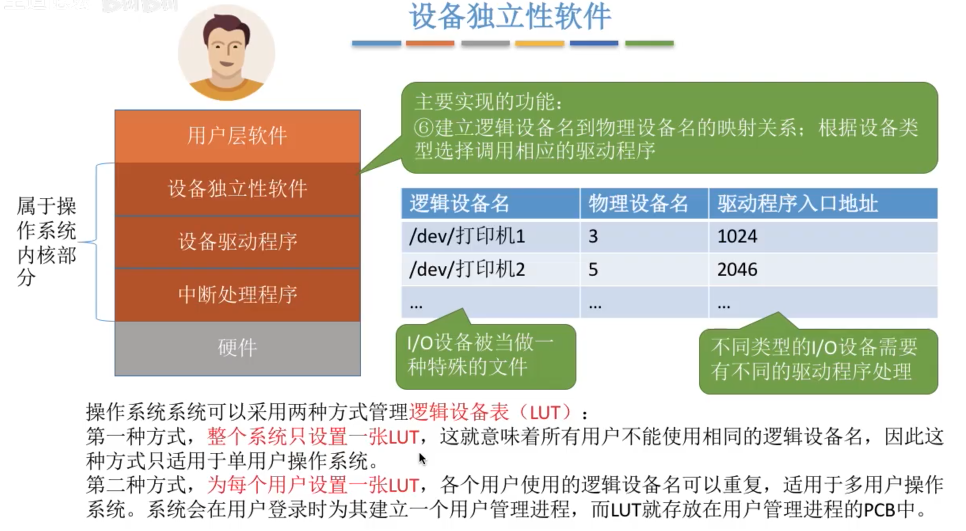 设备独立性软件
主要实现的功能：
⑥建立逻辑设备名到物理设备名的映射关系；根据设备类
型选择调用相应的驱动程序
用户层软件
设备独立性软件
设备驱动程序
中断处理程序
硬件
属于操
作系统
内核部
分
逻辑设备名 物理设备名 驱动程序入口地址
/dev/打印机1 3 1024
/dev/打印机2 5 2046
... ... ...
I/O设备被当做一
种特殊的文件
不同类型的I/O设备需要
有不同的驱动程序处理
操作系统系统可以采用两种方式管理逻辑设备表（LUT）：
第一种方式，整个系统只设置一张LUT，这就意味着所有用户不能使用相同的逻辑设备名，因此这
种方式只适用于单用户操作系统。
第二种方式，为每个用户设置一张LUT，各个用户使用的逻辑设备名可以重复，适用于多用户操作
系统。系统会在用户登录时为其建立一个用户管理进程，而LUT就存放在用户管理进程的PCB中。